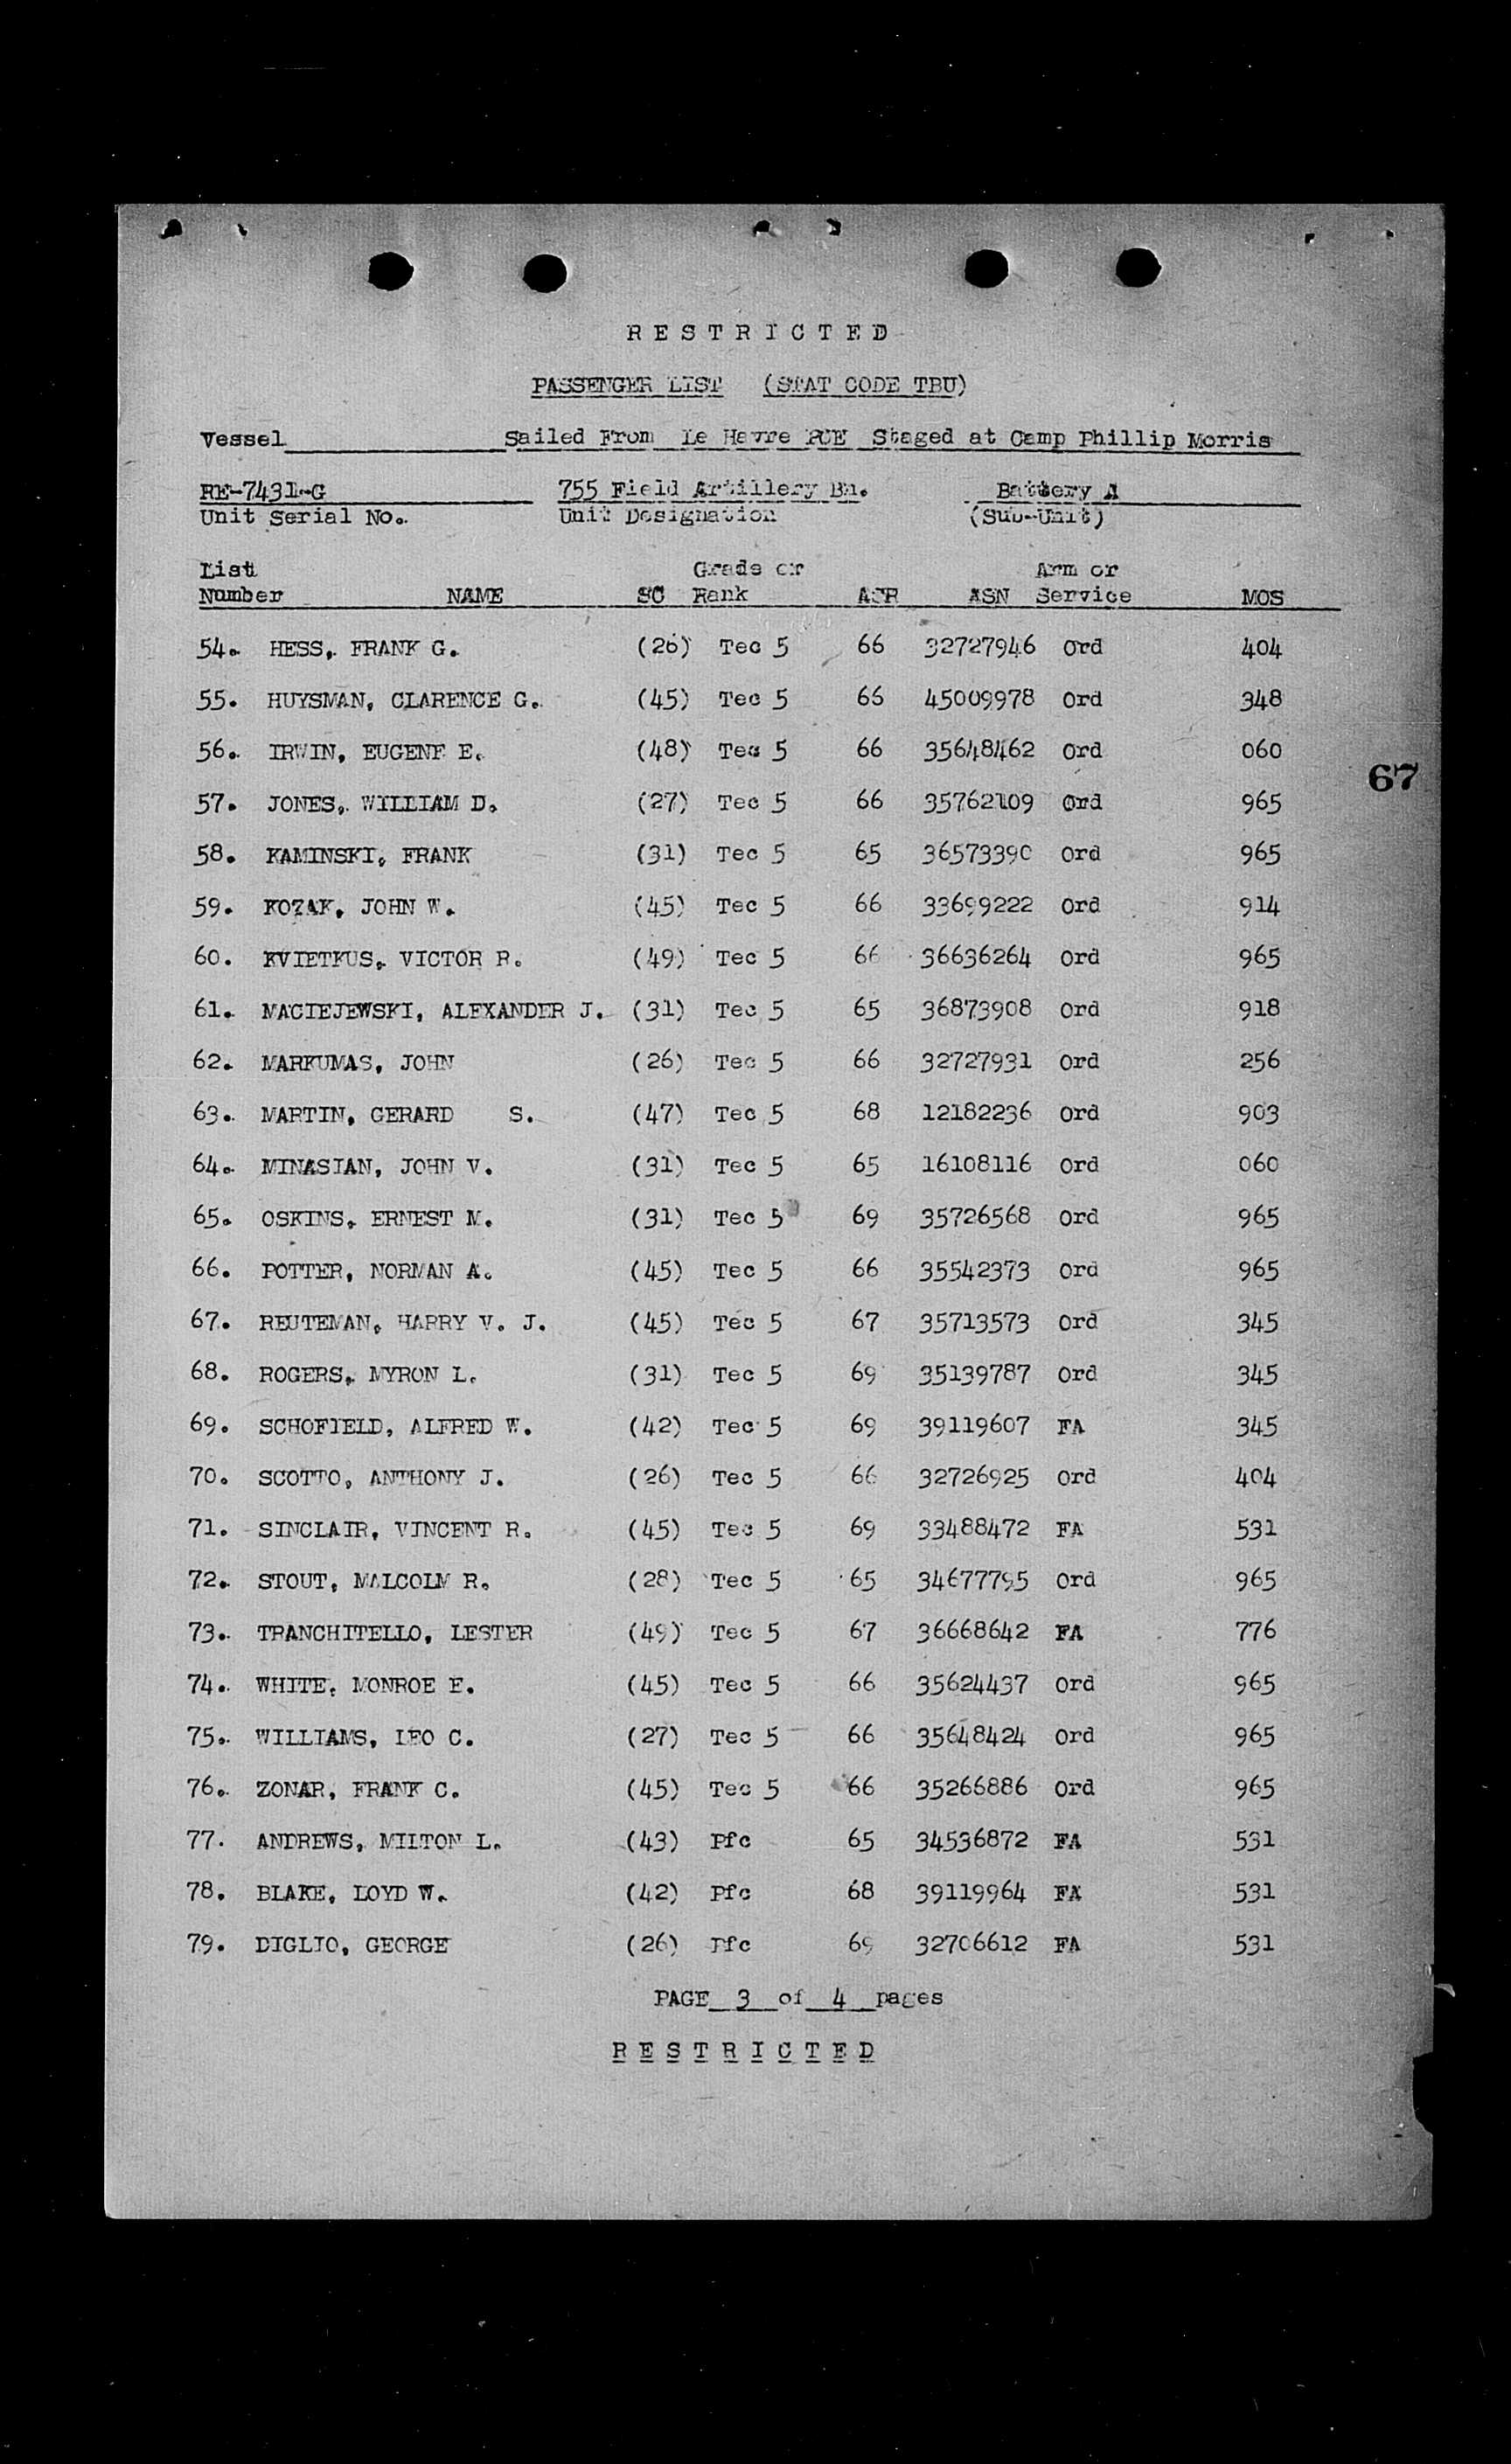 RESTRICTED
PASSENGER LIST (STAT CODE TBU)
Vessel Sailed From Le Havre POE Staged at Camp Phillip Morris
RE-7431-G 755 Field Artillery Bn. Battery A
Unit Serial No. Unit Designation (Sub-Unit)
List Grade or Arm or
Number NAME SC Rank ASR ASN Service MOS
54. HESS, FRANK G. (26) Tec 5 66 32727946 Ord 404
55. HUYSMAN, CLARENCE G. (45) Tec 5 66 45009978 Ord 348
56. IRWIN, EUGENE E. (48) Tec 5 66 35648462 Ord 060
67
57. JONES, WILLIAM D. (27) Tec 5 66 35762109 Ord 965
58. KAMINSKI, FRANK (31) Tec 5 65 36573390 Ord 965
59. KOZAK, JOHN W. (45) Tec 5 66 33699222 Ord 914
60. KVIETKUS, VICTOR R. (49) Tec 5 66 36636264 Ord 965
61. MACIEJEWSKI, ALEXANDER J. (31) Tec 5 65 36873908 Ord 918
62. MARKUMAS, JOHN (26) Tec 5 66 32727931 Ord 256
63. MARTIN, GERARD S. (47) Tec 5 68 12182236 Ord 903
64. MINASIAN, JOHN V. (31) Tec 5 65 16108116 Ord 060
65. OSKINS, ERNEST M. (31) Tec 5 69 35726568 Ord 965
66. POTTER, NORMAN A. (45) Tec 5 66 35542373 Ord 965
67. REUTEMAN, HARRY V. J. (45) Tec 5 67 35713573 Ord 345
68. ROGERS, MYRON L. (31) Tec 5 69 35139787 Ord 345
69. SCHOFIELD, ALFRED W. (42) Tec 5 69 39119607 FA 345
70. SCOTTO, ANTHONY J. (26) Tec 5 66 32726925 Ord 404
71. SINCLAIR, VINCENT R. (45) Tec 5 69 33488472 FA 531
72. STOUT, MALCOLM R. (28) Tec 5 65 34677795 Ord 965
73. TRANCHITELLO, LESTER (49) Tec 5 67 36668642 FA 776
74. WHITE, MONROE E. (45) Tec 5 66 35624437 Ord 965
75. WILLIAMS, LEO C. (27) Tec 5 66 35648424 Ord 965
76. ZONAR, FRANK C. (45) Tec 5 66 35266886 Ord 965
77. ANDREWS, MILTON L. (43) Pfc 65 34536872 FA 531
78. BLAKE, LOYD W. (42) Pfc 68 39119964 FA 531
79. DIGLIO, GEORGE (26) Pfc 69 32706612 FA 531
PAGE 3 of 4 pages
RESTRICTED